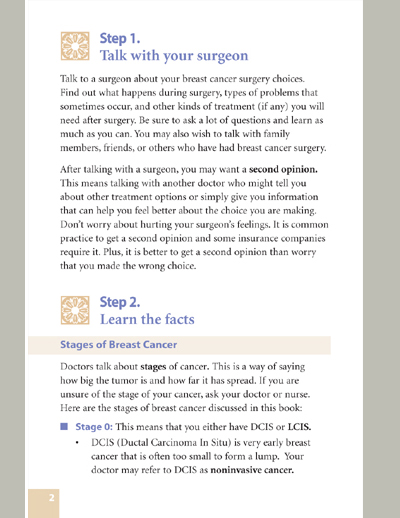 Step 1.
Talk with your surgeon
Talk to a surgeon about your breast cancer surgery choices.
Find out what happens during surgery, types of problems that
sometimes occur, and other kinds of treatment (if any) you will
need after surgery. Be sure to ask a lot of questions and learn as
much as you can. You may also wish to talk with family
members, friends, or others who have had breast cancer surgery.
After talking with a surgeon, you may want a second opinion.
This means talking with another doctor who might tell you
about other treatment options or simply give you information
that can help you feel better about the choice you are making.
Don't worry about hurting your surgeon's feelings. It is common
practice to get a second opinion and some insurance companies
require it. Plus, it is better to get a second opinion than worry
that you made the wrong choice.
Step 2.
Learn the facts
Stages of Breast Cancer
Doctors talk about stages of cancer. This is a way of saying
how big the tumor is and how far it has spread. If you are
unsure of the stage of your cancer, ask your doctor or nurse.
Here are the stages of breast cancer discussed in this book:
■ Stage 0: This means that you either have DCIS or LCIS.
• DCIS (Ductal Carcinoma In Situ) is very early breast
cancer that is often too small to form a lump. Your
doctor may refer to DCIS as noninvasive cancer.
2